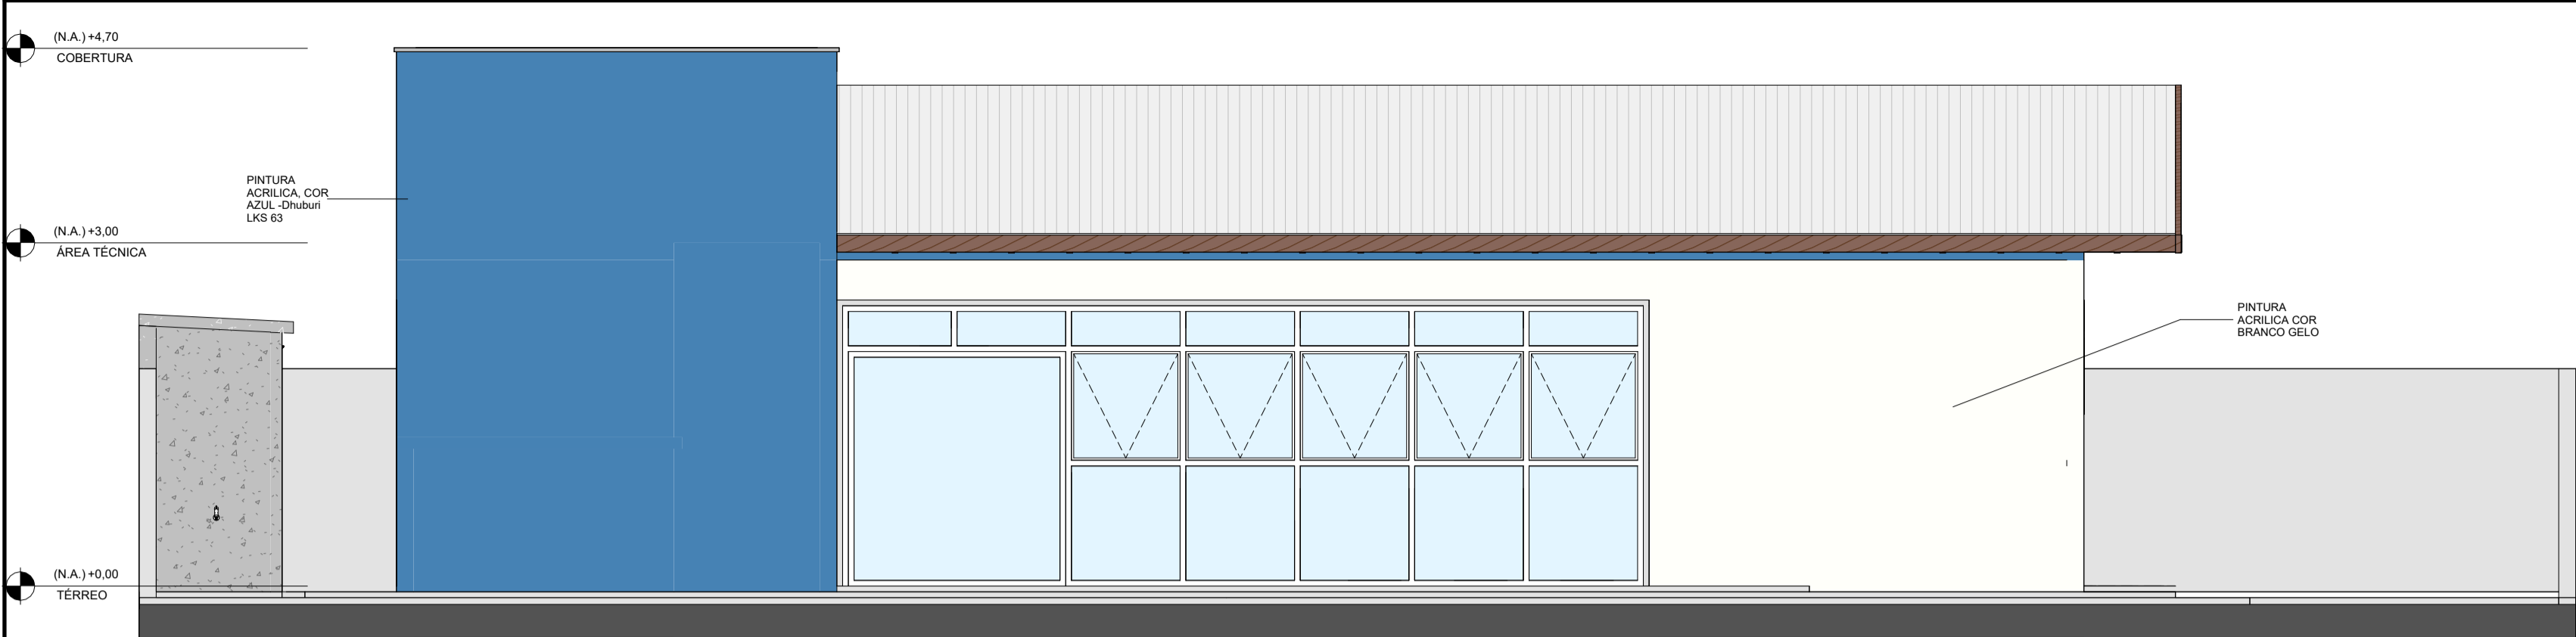 (N.A.) +4,70
COBERTURA
PINTURA
ACRILICA, COR
AZUL -Dhuburi
LKS 63
(N.A.) +3,00
ÁREA TÉCNICA
PINTURA
ACRILICA COR
BRANCO GELO
(N.A.) +0,00
TÉRREO